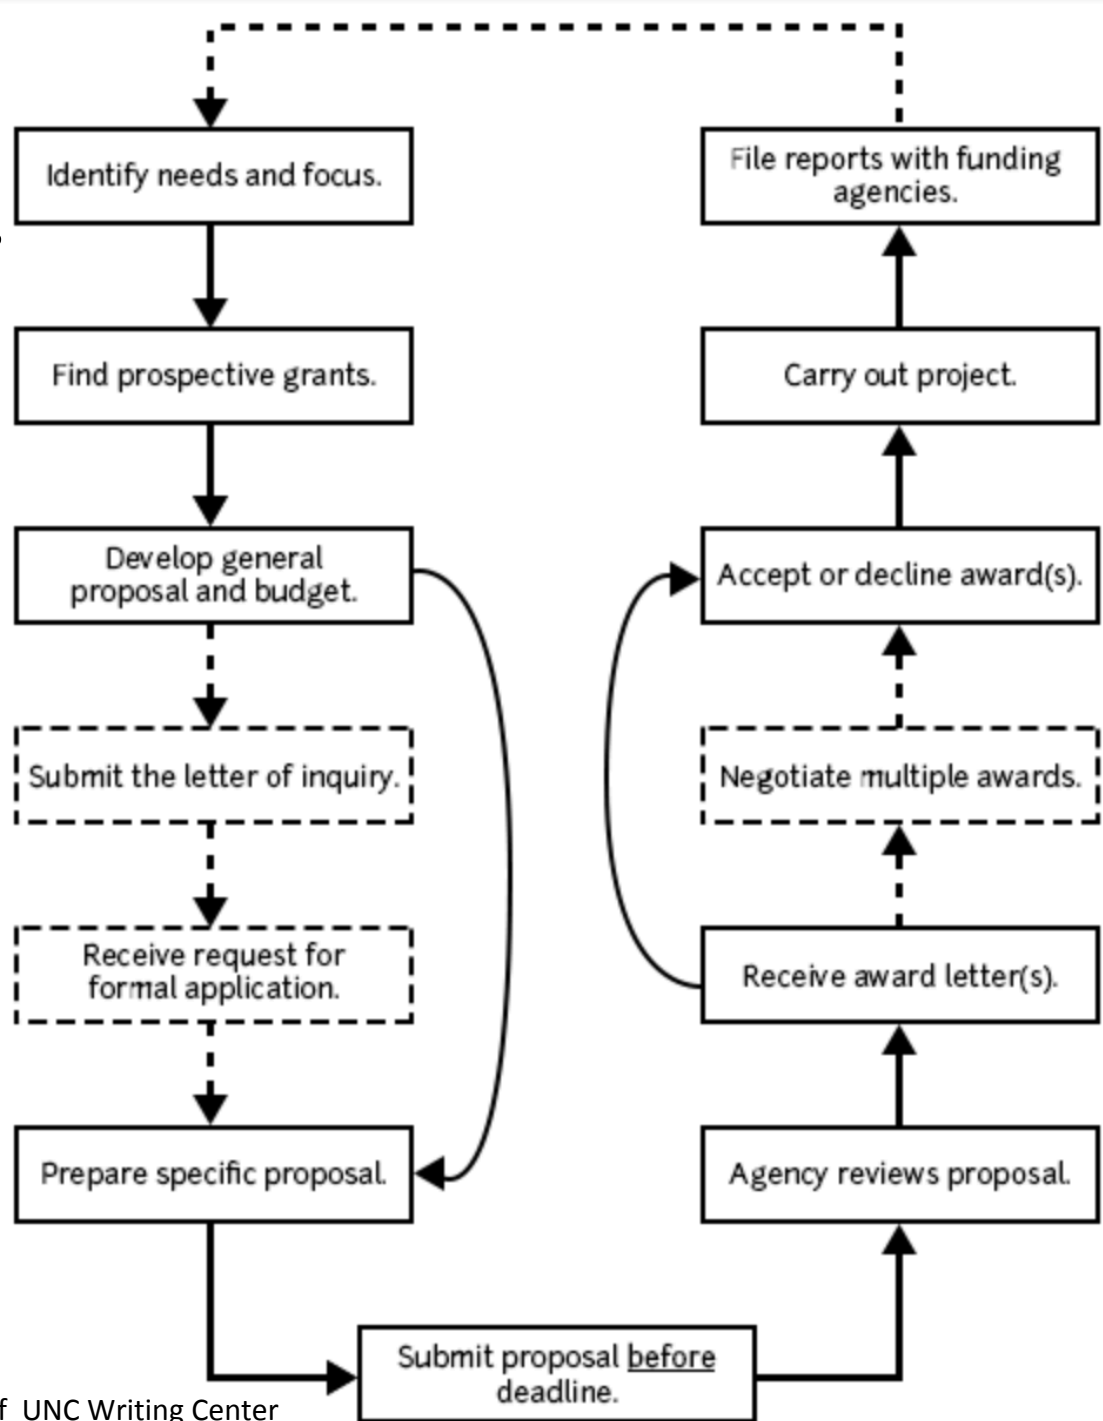 Identify needs and focus.
Find prospective grants.
Develop general
proposal and budget.
Submit the letter of inquiry.
Receive request for
formal application.
Prepare specific proposal.
Submit proposal before
deadline.
Agency reviews proposal.
Receive award letter(s).
Negotiate multiple awards.
Accept or decline award(s).
Carry out project.
File reports with funding
agencies.
UNC Writing Center